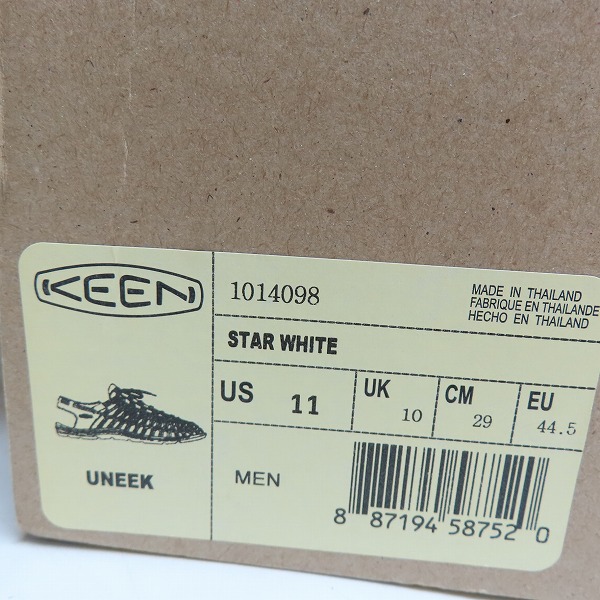 KEEN
1014098
MADE IN THAILAND
FABRIQUE EN THAILANDE
HECHO EN THAILAND
STAR WHITE
US 11
UK 10
CM 29
EU 44.5
UNEEK
MEN
8 87194 58752 0